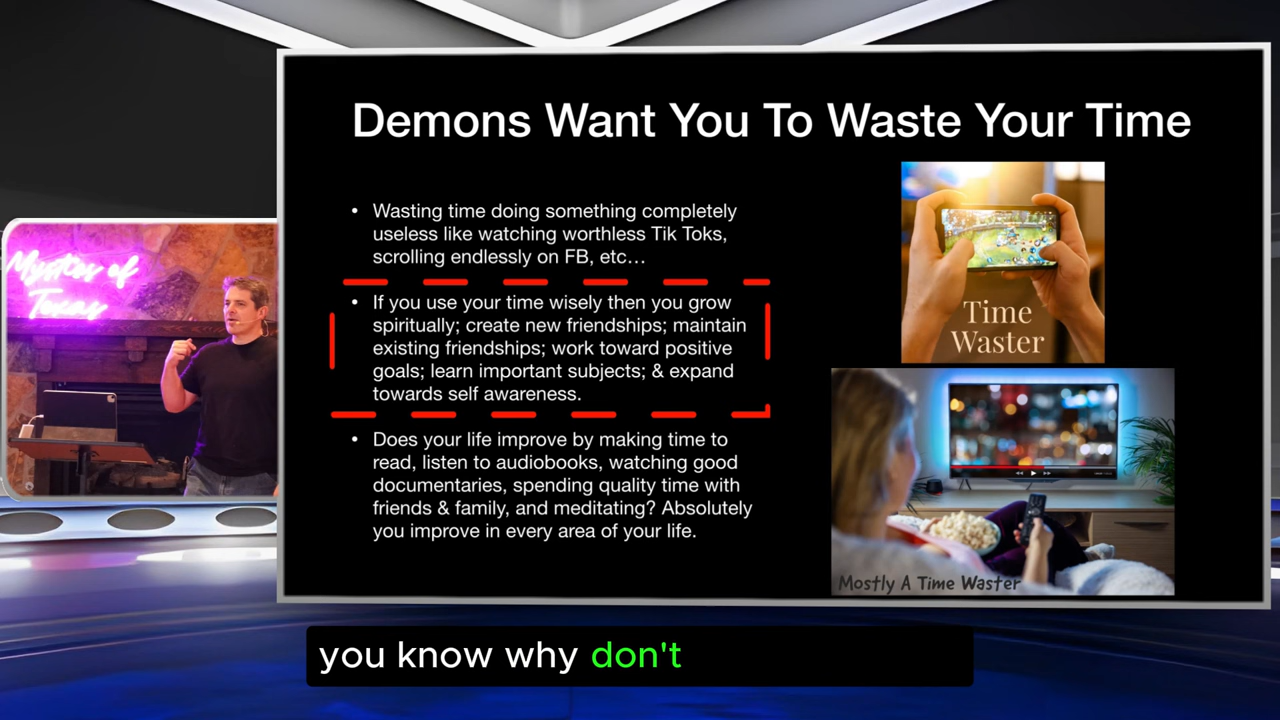 Demons Want You To Waste Your Time
• Wasting time doing something completely
useless like watching worthless Tik Toks,
scrolling endlessly on FB, etc…
• If you use your time wisely then you grow
spiritually; create new friendships; maintain
existing friendships; work toward positive
goals; learn important subjects; & expand
towards self awareness.
• Does your life improve by making time to
read, listen to audiobooks, watching good
documentaries, spending quality time with
friends & family, and meditating? Absolutely
you improve in every area of your life.
Time
Waster
Mostly A Time Waster
Mystics of
Texas
you know why don't